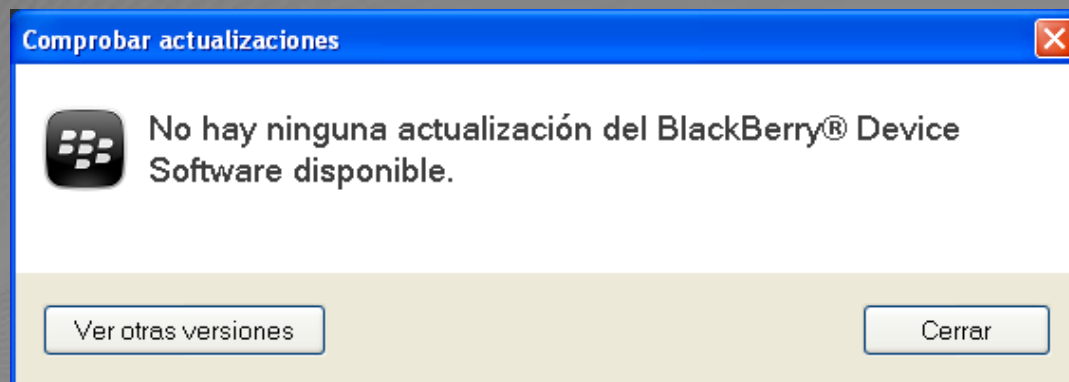 Comprobar actualizaciones
No hay ninguna actualización del BlackBerry® Device
Software disponible.
Ver otras versiones
Cerrar